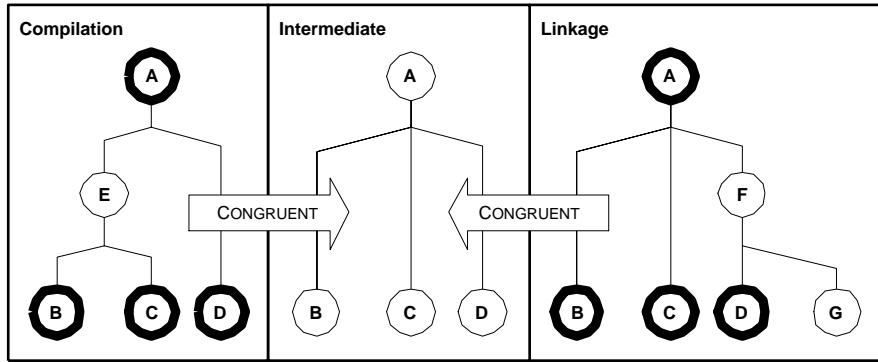 Compilation
Intermediate
Linkage
A
A
A
E
CONGRUENT
CONGRUENT
F
B
C
D
B
C
D
B
C
D
G